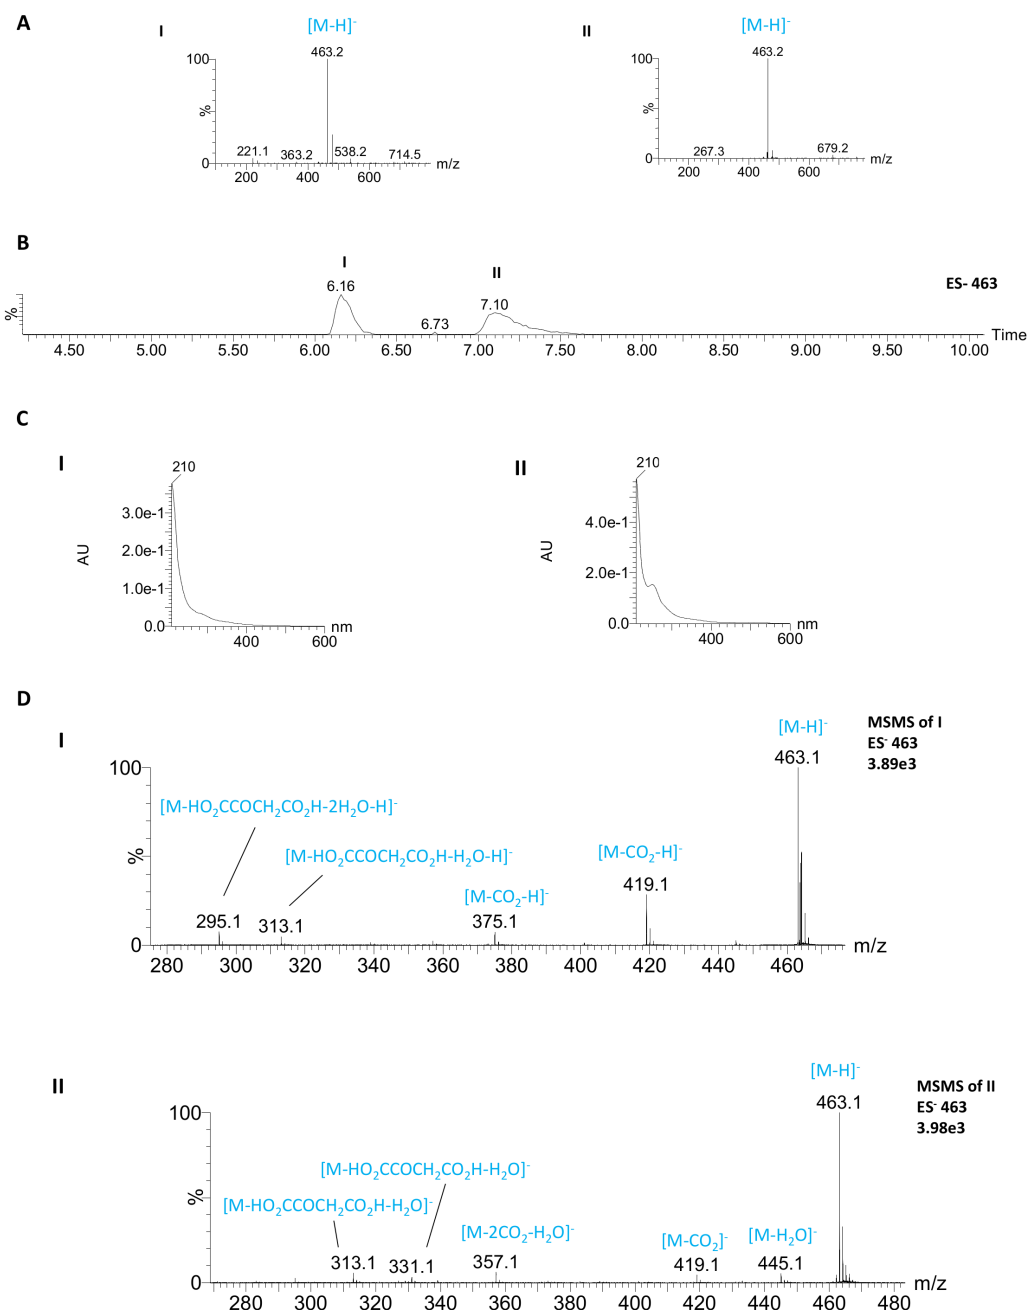 A
I
[M-H]-
463.2
100
%
0
221.1
363.2
538.2
714.5
m/z
200
400
600
II
[M-H]-
463.2
100
%
0
267.3
679.2
m/z
200
400
600
B
I
6.16
II
7.10
6.73
ES- 463
%
Time
4.50
5.00
5.50
6.00
6.50
7.00
7.50
8.00
8.50
9.00
9.50
10.00
C
I
210
3.0e-1
2.0e-1
1.0e-1
0.0
AU
400
600
nm
II
210
4.0e-1
2.0e-1
0.0
AU
400
600
nm
D
I
[M-H]-
463.1
MSMS of I
ES- 463
3.89e3
100
%
0
[M-HO2CCOCH2CO2H-2H2O-H]-
[M-HO2CCOCH2CO2H-H2O-H]-
[M-CO2-H]-
[M-CO2-H]-
295.1
313.1
375.1
419.1
280
300
320
340
360
380
400
420
440
460
m/z
II
[M-H]-
463.1
MSMS of II
ES- 463
3.98e3
100
%
0
[M-HO2CCOCH2CO2H-H2O]-
[M-HO2CCOCH2CO2H-H2O]-
[M-2CO2-H2O]-
[M-CO2]-
[M-H2O]-
313.1
331.1
357.1
419.1
445.1
280
300
320
340
360
380
400
420
440
460
480
m/z